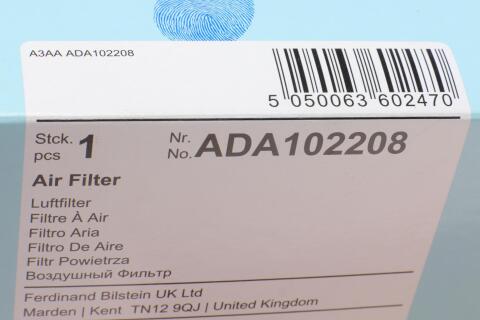 A3AA ADA102208
5 050063 602470
Stck. 1 Nr. ADA102208
pcs No.
Air Filter
Luftfilter
Filtre À Air
Filtro Aria
Filtro De Aire
Filtr Powietrza
Воздушный Фильтр
Ferdinand Bilstein UK Ltd
Marden | Kent TN12 9QJ | United Kingdom